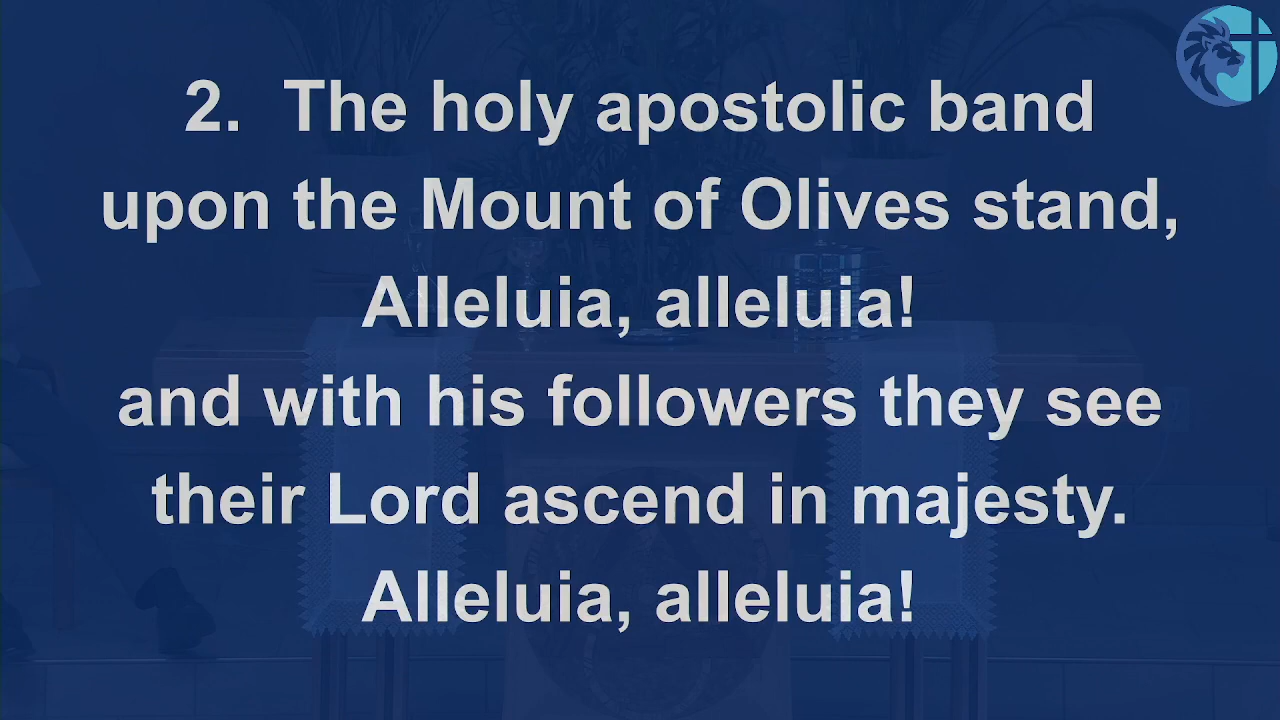 2. The holy apostolic band
upon the Mount of Olives stand,
Alleluia, alleluia!
and with his followers they see
their Lord ascend in majesty.
Alleluia, alleluia!